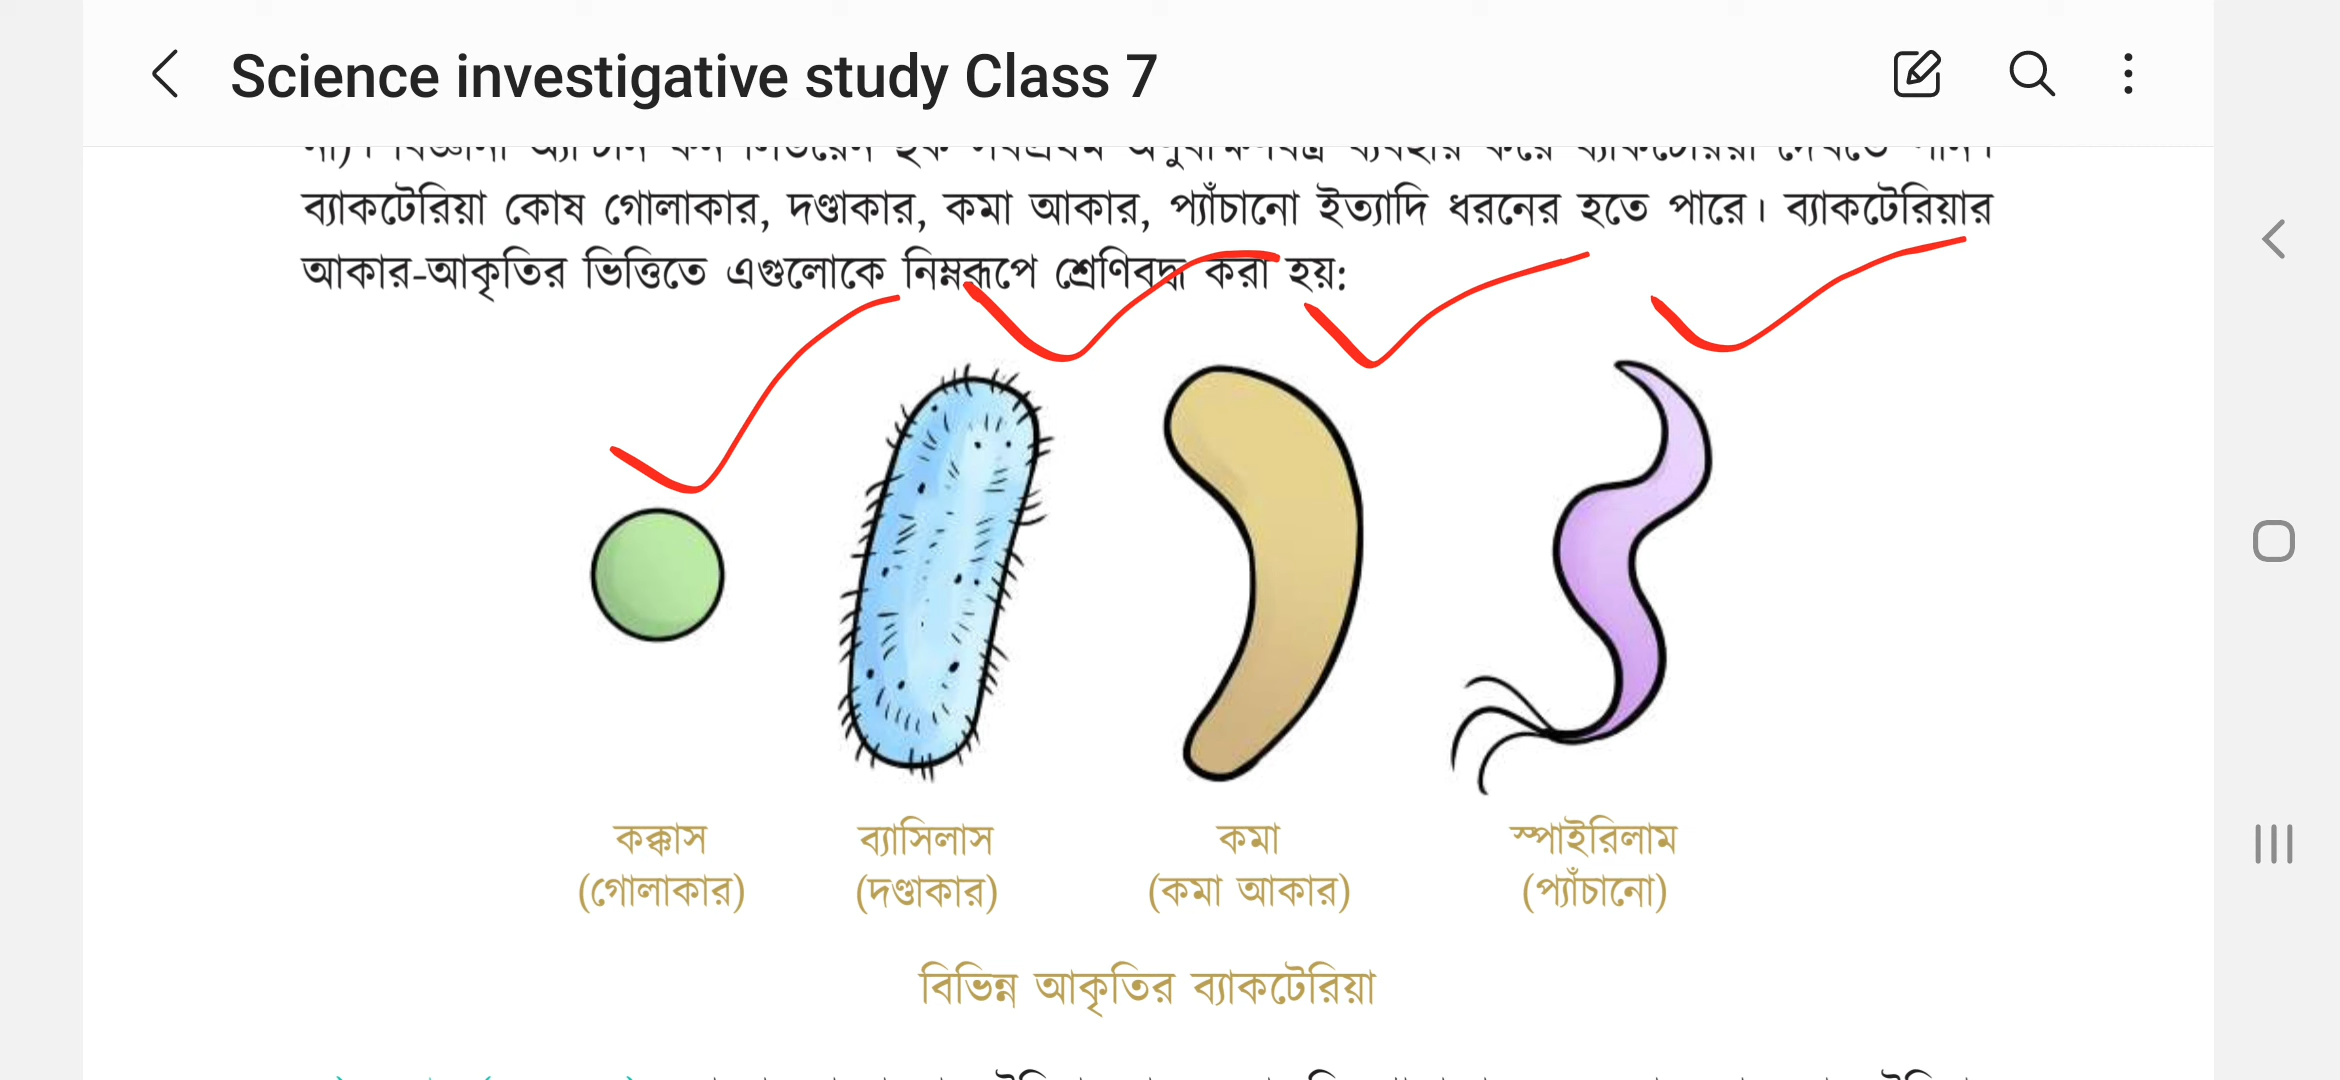 Science investigative study Class 7
ব্যাকটেরিয়া কোষ গোলাকার, দণ্ডাকার, কমা আকার, প্যাঁচানো ইত্যাদি ধরনের হতে পারে। ব্যাকটেরিয়ার
আকার-আকৃতির ভিত্তিতে এগুলোকে নিম্নরূপে শ্রেণিবদ্ধ করা হয়:
কক্কাস
(গোলাকার)
ব্যাসিলাস
(দণ্ডাকার)
কমা
(কমা আকার)
স্পাইরিলাম
(প্যাঁচানো)
বিভিন্ন আকৃতির ব্যাকটেরিয়া